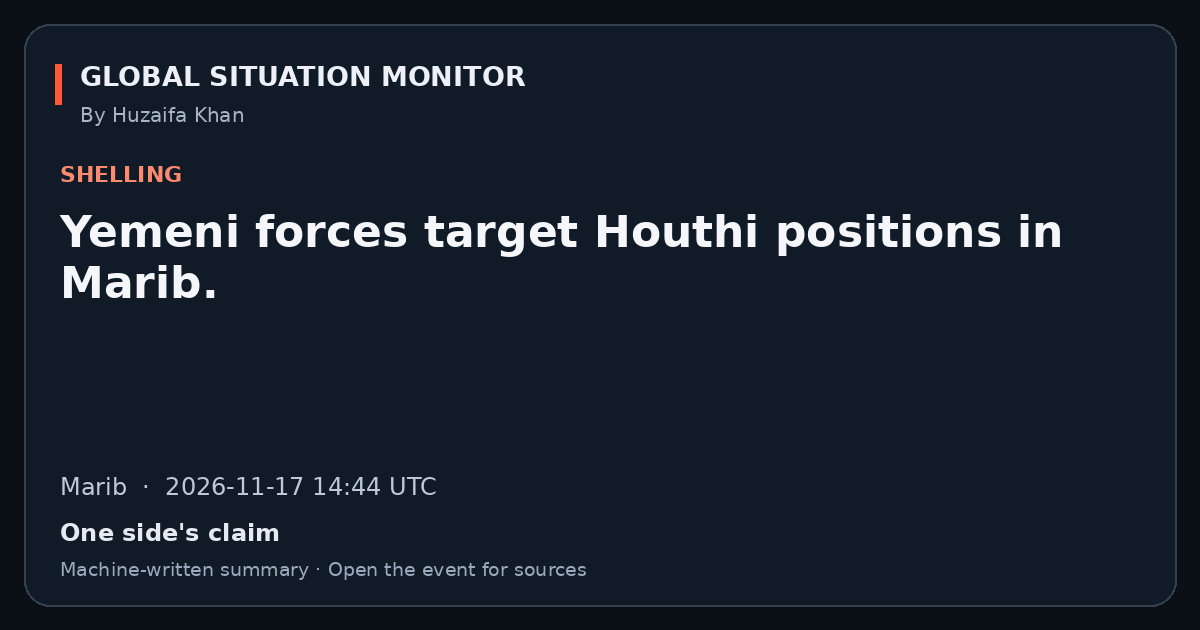 GLOBAL SITUATION MONITOR
By Huzaifa Khan
SHELLING
Yemeni forces target Houthi positions in
Marib.
Marib · 2026-11-17 14:44 UTC
One side's claim
Machine-written summary · Open the event for sources